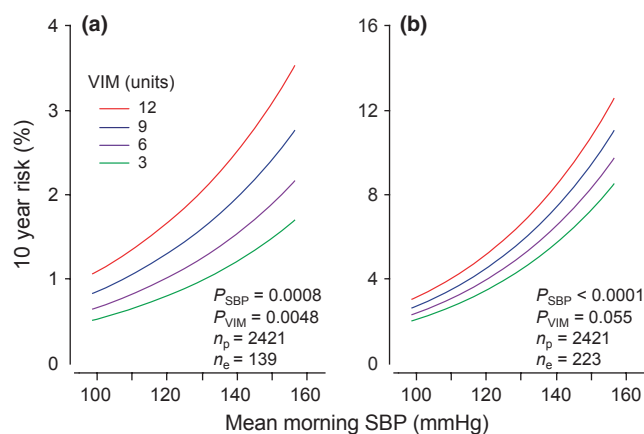 (a)
(b)
VIM (units)
12
9
6
3
10 year risk (%)
4
3
2
1
0
16
12
8
4
0
P_SBP = 0.0008
P_VIM = 0.0048
n_p = 2421
n_e = 139
P_SBP < 0.0001
P_VIM = 0.055
n_p = 2421
n_e = 223
100 120 140 160
100 120 140 160
Mean morning SBP (mmHg)